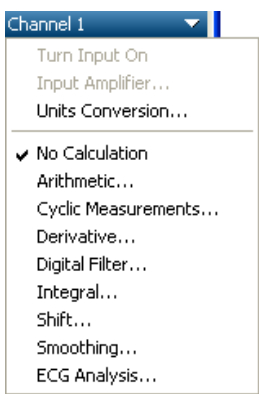 Channel 1
Turn Input On
Input Amplifier...
Units Conversion...
No Calculation
Arithmetic...
Cyclic Measurements...
Derivative...
Digital Filter...
Integral...
Shift...
Smoothing...
ECG Analysis...